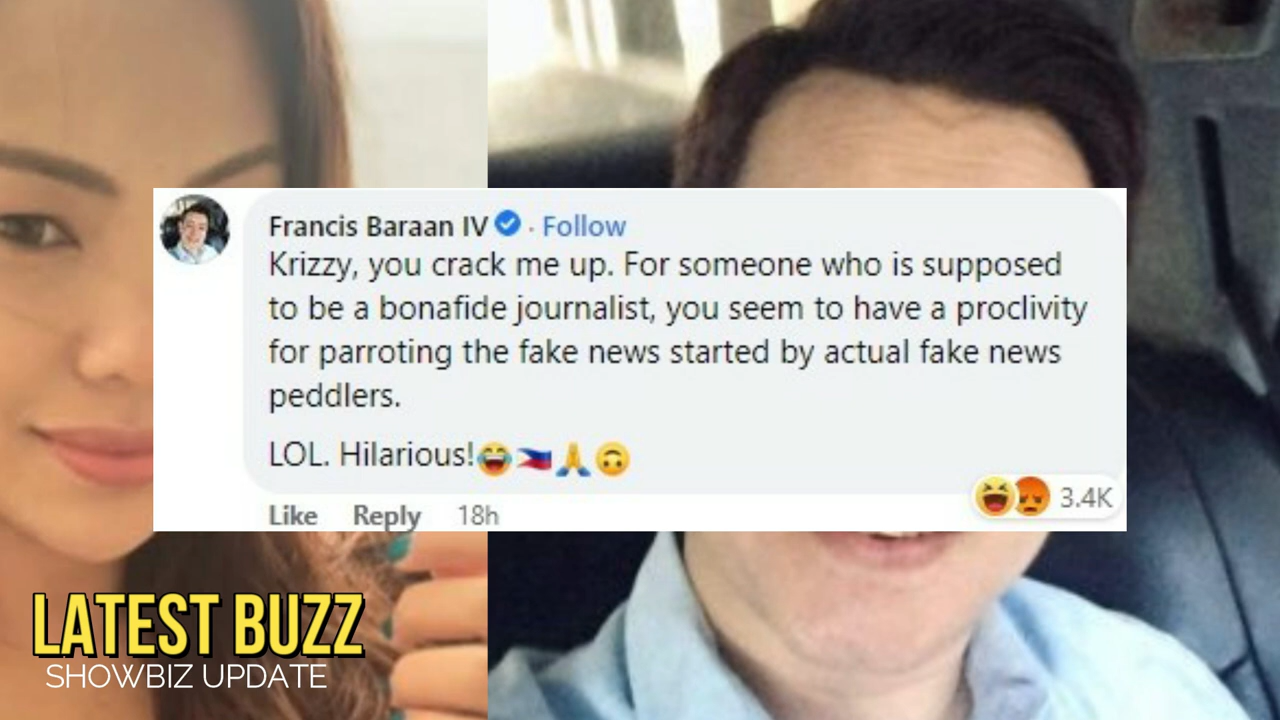 Francis Baraan IV · Follow
Krizzy, you crack me up. For someone who is supposed
to be a bonafide journalist, you seem to have a proclivity
for parroting the fake news started by actual fake news
peddlers.
LOL. Hilarious!😂🇵🇭🙏🙃
3.4K
Like Reply 18h
LATEST BUZZ
SHOWBIZ UPDATE